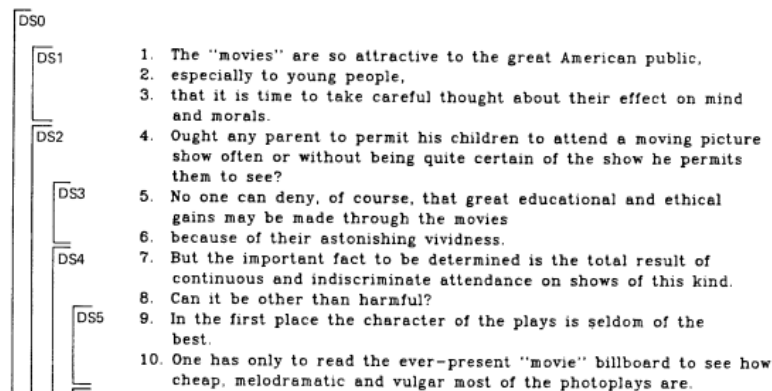 DS0
DS1
1. The "movies" are so attractive to the great American public,
2. especially to young people,
3. that it is time to take careful thought about their effect on mind
and morals.
DS2
4. Ought any parent to permit his children to attend a moving picture
show often or without being quite certain of the show he permits
them to see?
DS3
5. No one can deny, of course, that great educational and ethical
gains may be made through the movies
6. because of their astonishing vividness.
DS4
7. But the important fact to be determined is the total result of
continuous and indiscriminate attendance on shows of this kind.
8. Can it be other than harmful?
DS5
9. In the first place the character of the plays is seldom of the
best.
10. One has only to read the ever-present "movie" billboard to see how
cheap, melodramatic and vulgar most of the photoplays are.